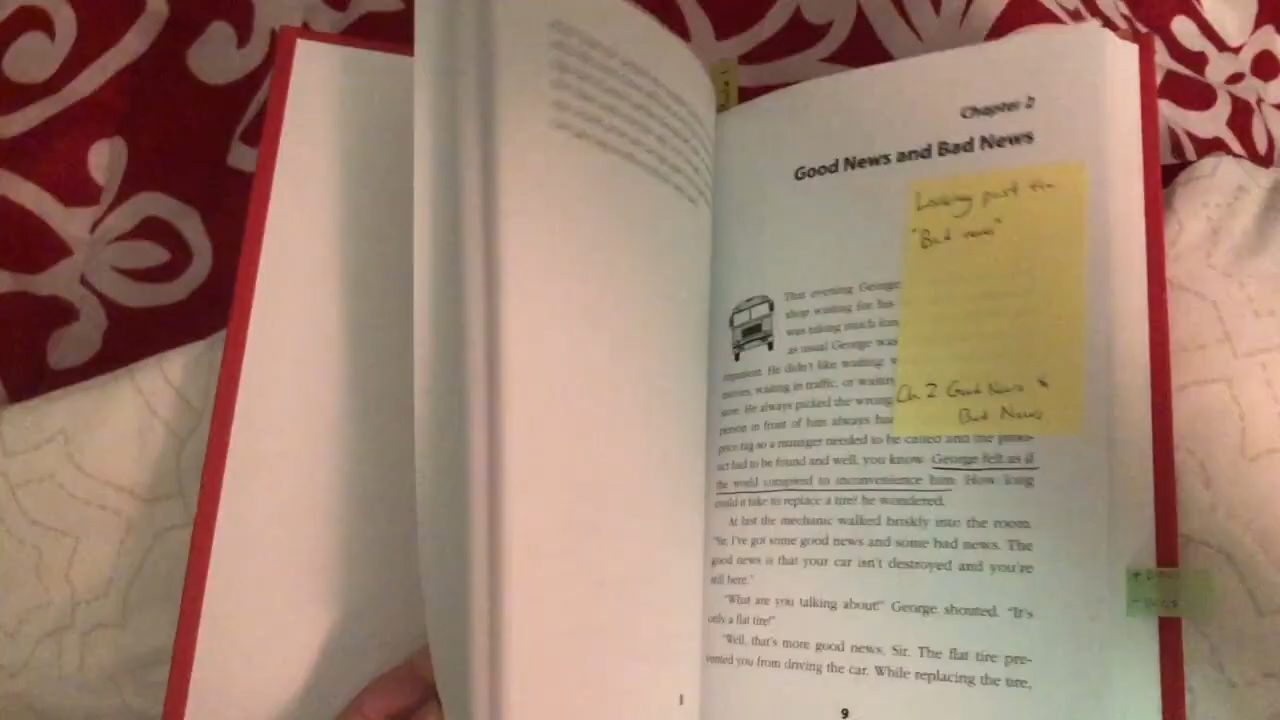 Chapter 2
Good News and Bad News
Looking past the
"Bad news"
Ch. 2 Good News &
Bad News
That evening George
shop waiting for his
was taking much
as usual George was
impatient. He didn't like waiting:
movies, waiting in traffic, or
He always picked the wrong
person in front of him always
price tag so a manager needed to be called and the
had to be found and well, you know. George felt as if
the world conspired to inconvenience him. How long
could it take to replace a tire? he wondered.
At last the mechanic walked briskly into the room.
"Sir, I've got some good news and some bad news. The
good news is that your car isn't destroyed and you're
still here."
"What are you talking about?" George shouted. "It's
only a flat tire!"
"Well, that's more good news, Sir. The flat tire pre-
vented you from driving the car. While replacing the tire,
9